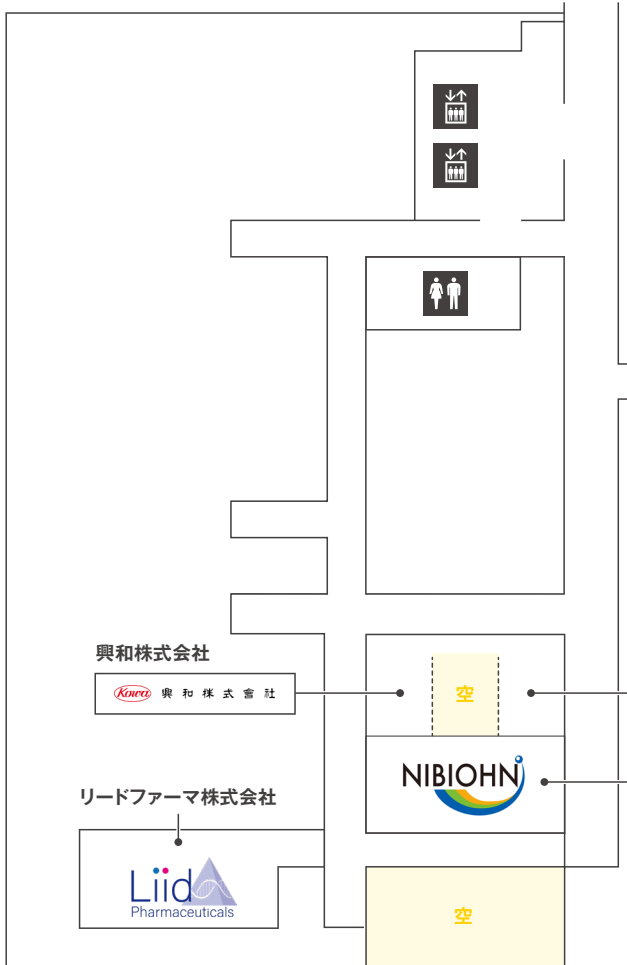 興和株式会社
Kowa 興和株式会社
空
NIBIOHN
リードファーマ株式会社
Liid
Pharmaceuticals
空